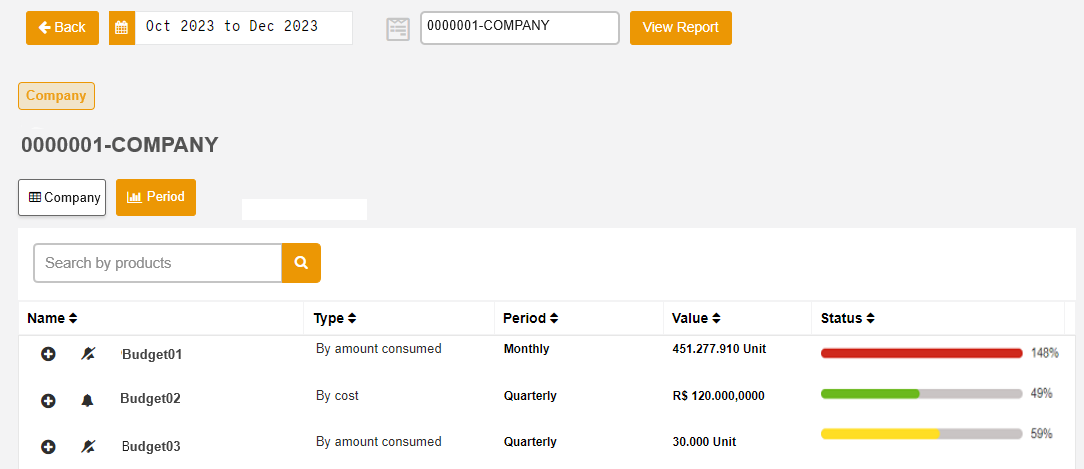 Back Oct 2023 to Dec 2023 0000001-COMPANY View Report
Company
0000001-COMPANY
Company Period
Search by products
Name Type Period Value Status
Budget01 By amount consumed Monthly 451.277.910 Unit 148%
Budget02 By cost Quarterly R$ 120.000,0000 49%
Budget03 By amount consumed Quarterly 30.000 Unit 59%